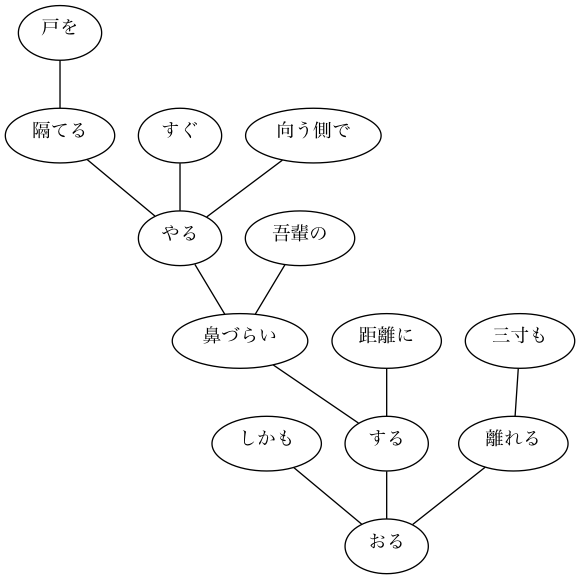 戸を
隔てる
すぐ
向う側で
やる
吾輩の
鼻づらい
距離に
三寸も
しかも
する
離れる
おる